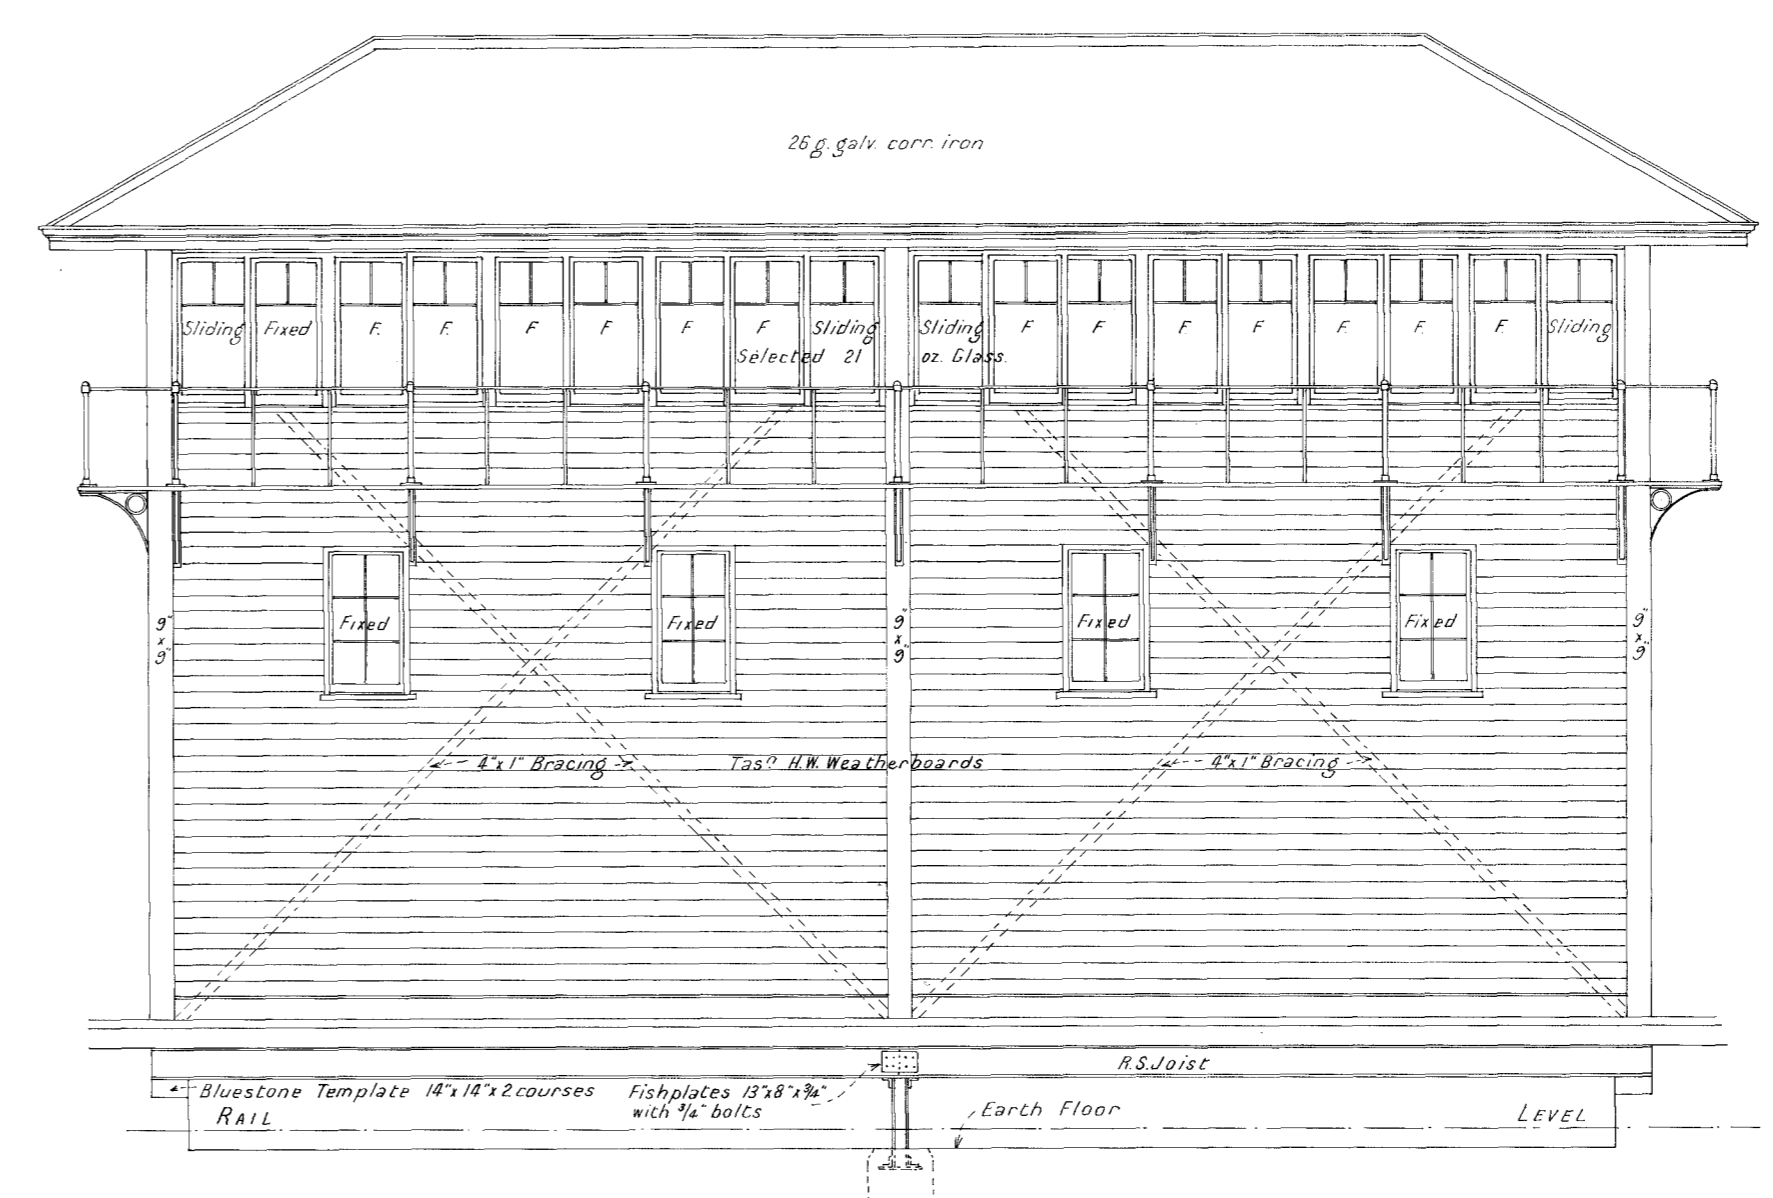 26 g. galv. corr. iron
Sliding Fixed F. F. F F F F Sliding Sliding F F F F F. F. F. Sliding
Selected 21 oz. Glass.
Fixed Fixed Fixed Fixed
9" x 9"
9" x 9"
9" x 9"
4"x1" Bracing Tasn H.W. Weatherboards 4"x1" Bracing
R.S. Joist
Bluestone Template 14"x14"x2 courses
Fishplates 13"x8"x3/4"
with 3/4" bolts
Earth Floor
RAIL LEVEL